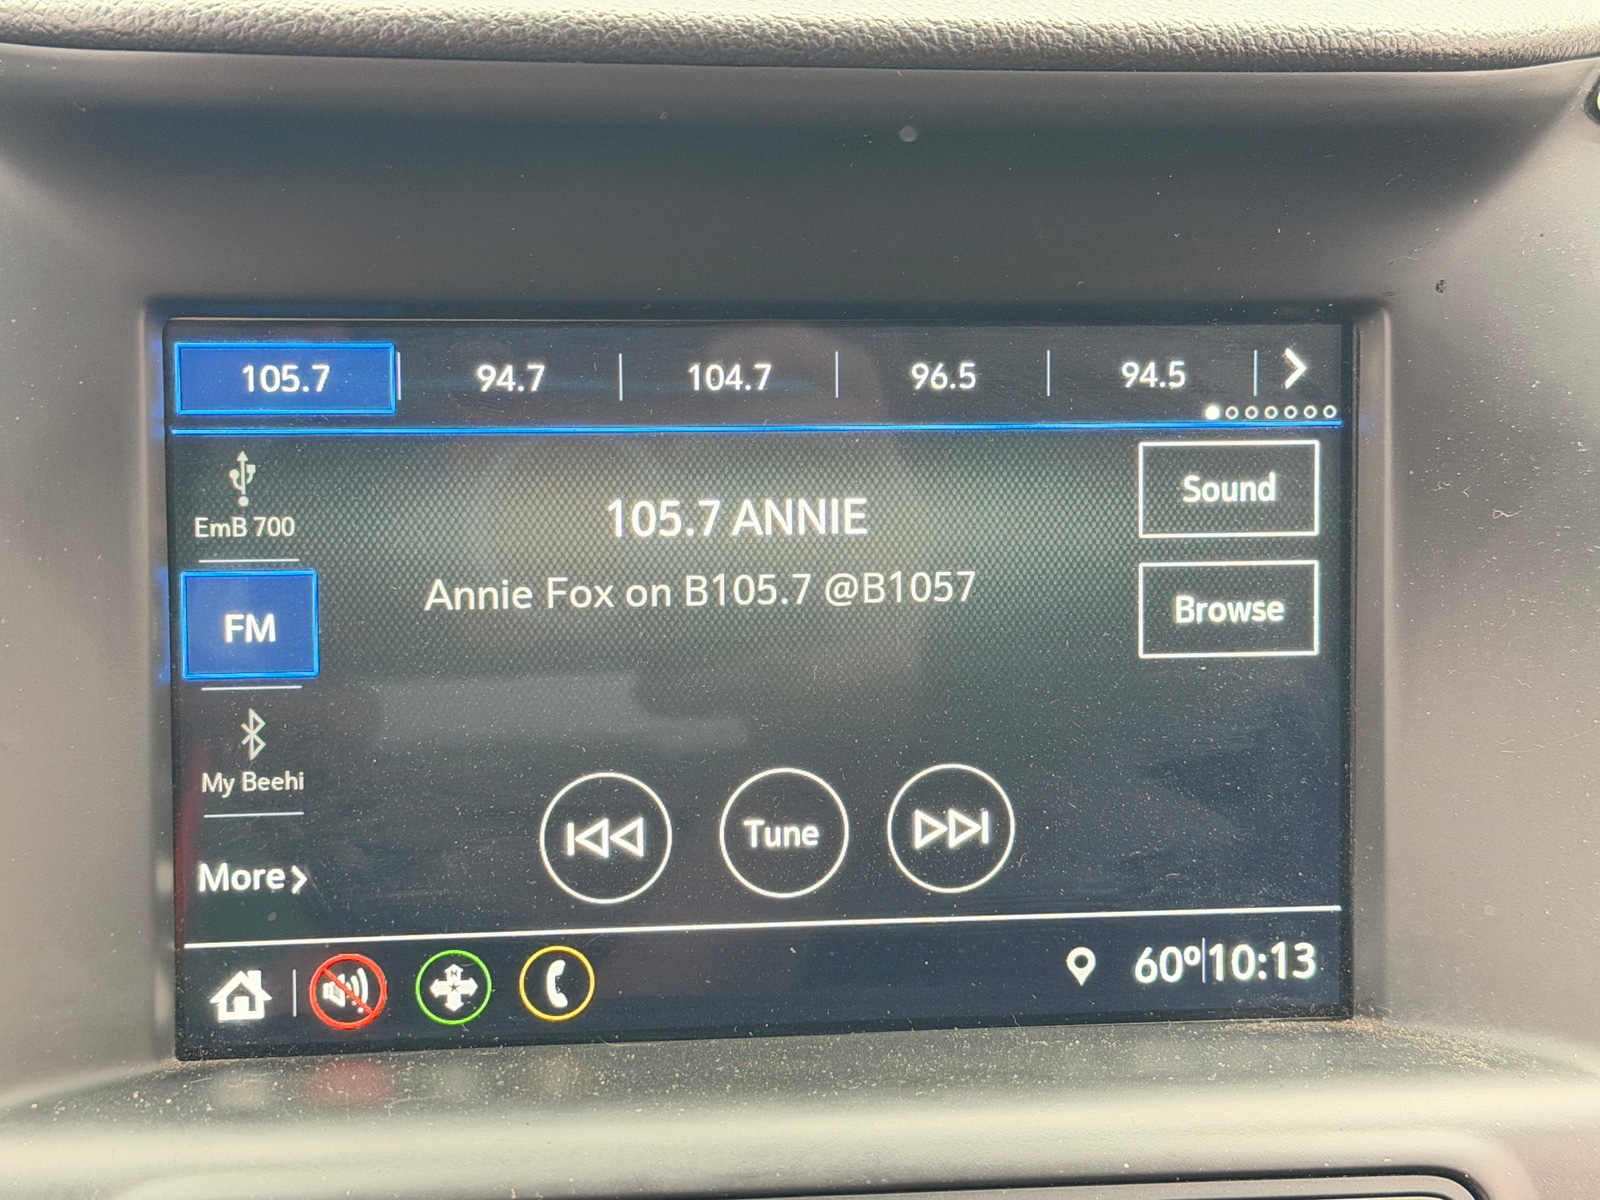 105.7 94.7 104.7 96.5 94.5
EmB 700
105.7 ANNIE
Sound
Annie Fox on B105.7 @B1057
FM
Browse
My Beehi
Tune
More
60º 10:13